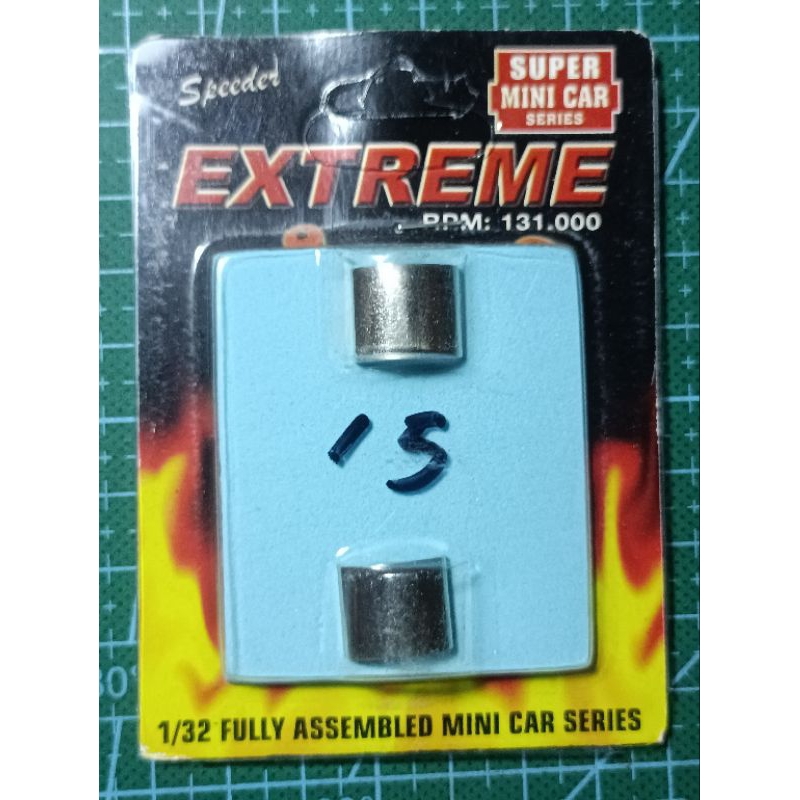 Speeder
SUPER
MINI CAR
SERIES
EXTREME
RPM: 131.000
15
1/32 FULLY ASSEMBLED MINI CAR SERIES